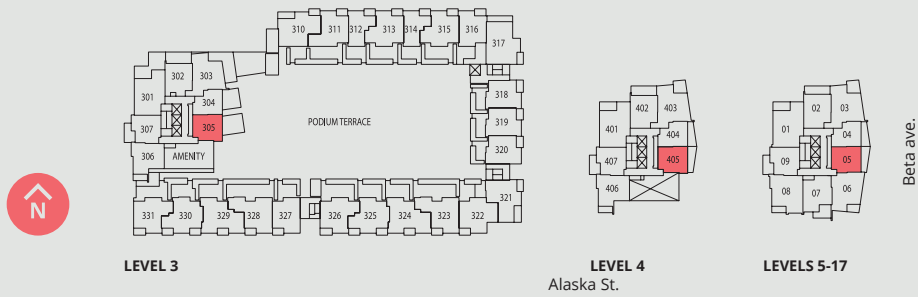 310 311 312 313 314 315 316 317
302 303
301 304
307 305
306 AMENITY
PODIUM TERRACE
318
319
320
321
331 330 329 328 327 326 325 324 323 322
LEVEL 3
N
402 403
401 404
407 405
406
LEVEL 4
02 03
01 04
09 05
08 07 06
LEVELS 5-17
Alaska St.
Beta ave.